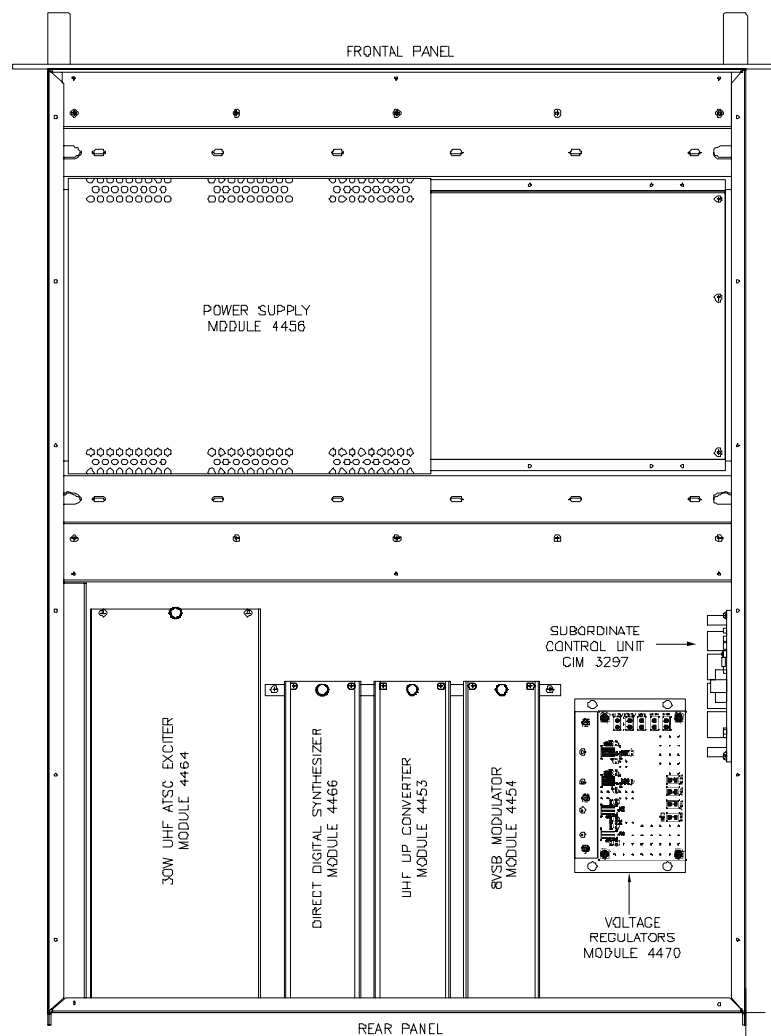 FRONTAL PANEL
POWER SUPPLY
MODULE 4456
SUBORDINATE
CONTROL UNIT
CIM 3297
30W UHF ATSC EXCITER
MODULE 4464
DIRECT DIGITAL SYNTHESIZER
MODULE 4466
UHF UP CONVERTER
MODULE 4453
8VSB MODULATOR
MODULE 4454
VOLTAGE
REGULATORS
MODULE 4470
REAR PANEL